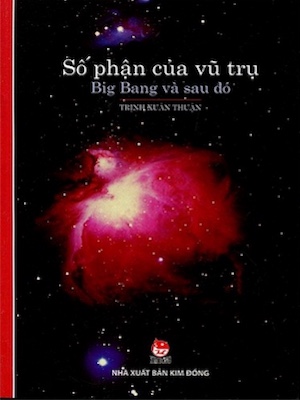 Số phận của vũ trụ
Big Bang và sau đó
TRỊNH XUÂN THUẬN
NHÀ XUẤT BẢN KIM ĐỒNG